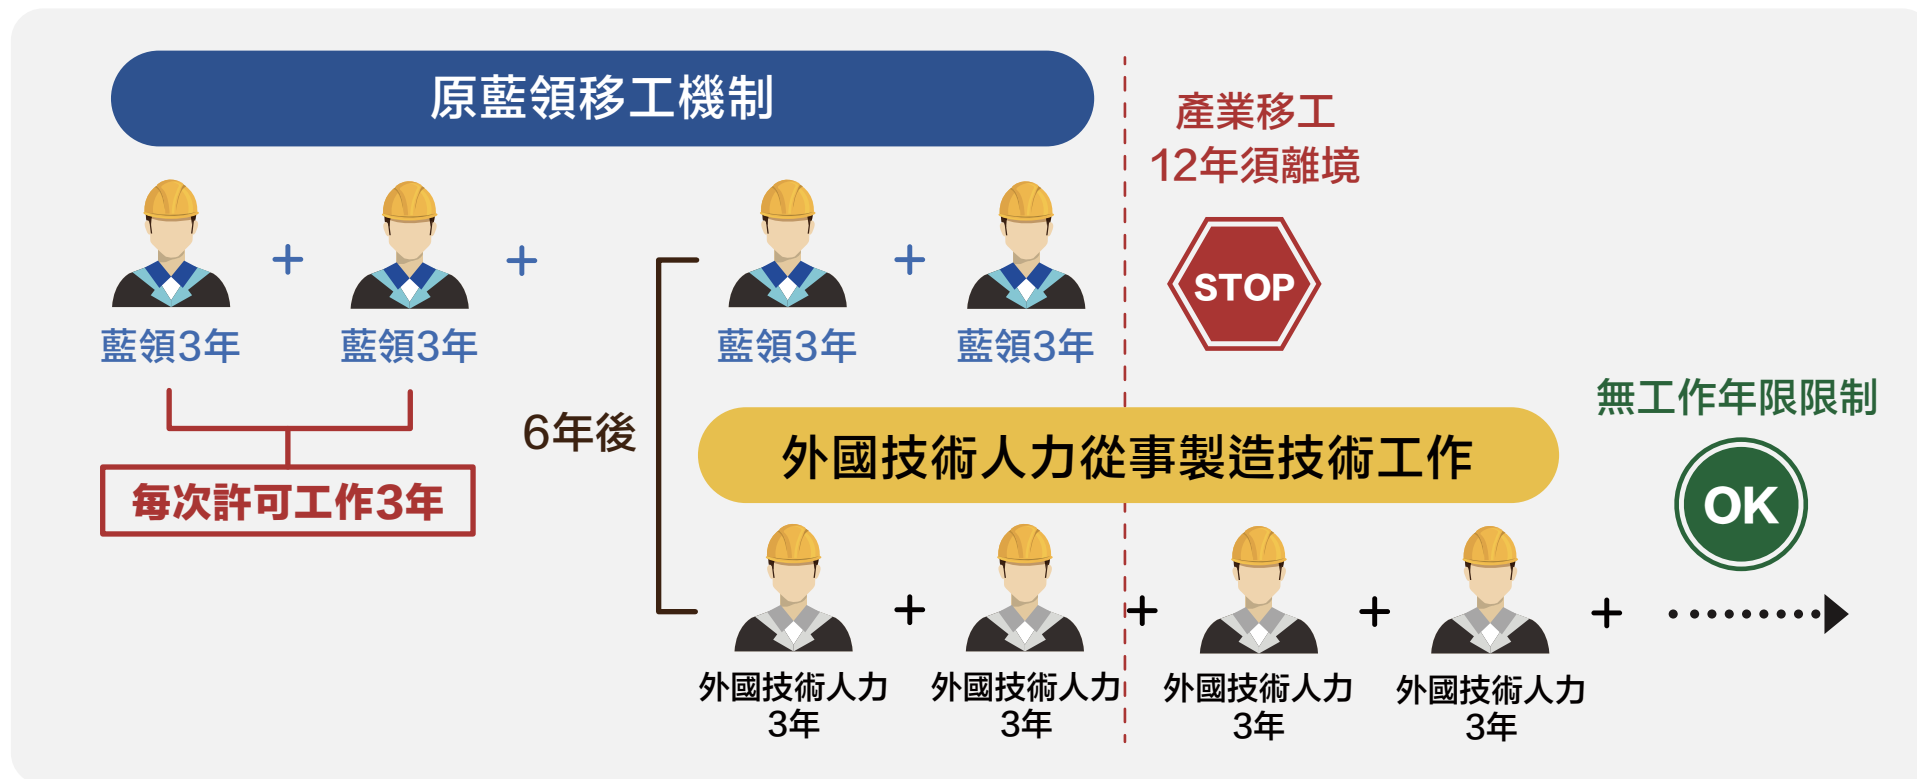 原藍領移工機制
產業移工
12年須離境
STOP
+
+
+
藍領3年
藍領3年
藍領3年
藍領3年
每次許可工作3年
6年後
無工作年限限制
OK
外國技術人力從事製造技術工作
+
+
+
+
外國技術人力
3年
外國技術人力
3年
外國技術人力
3年
外國技術人力
3年